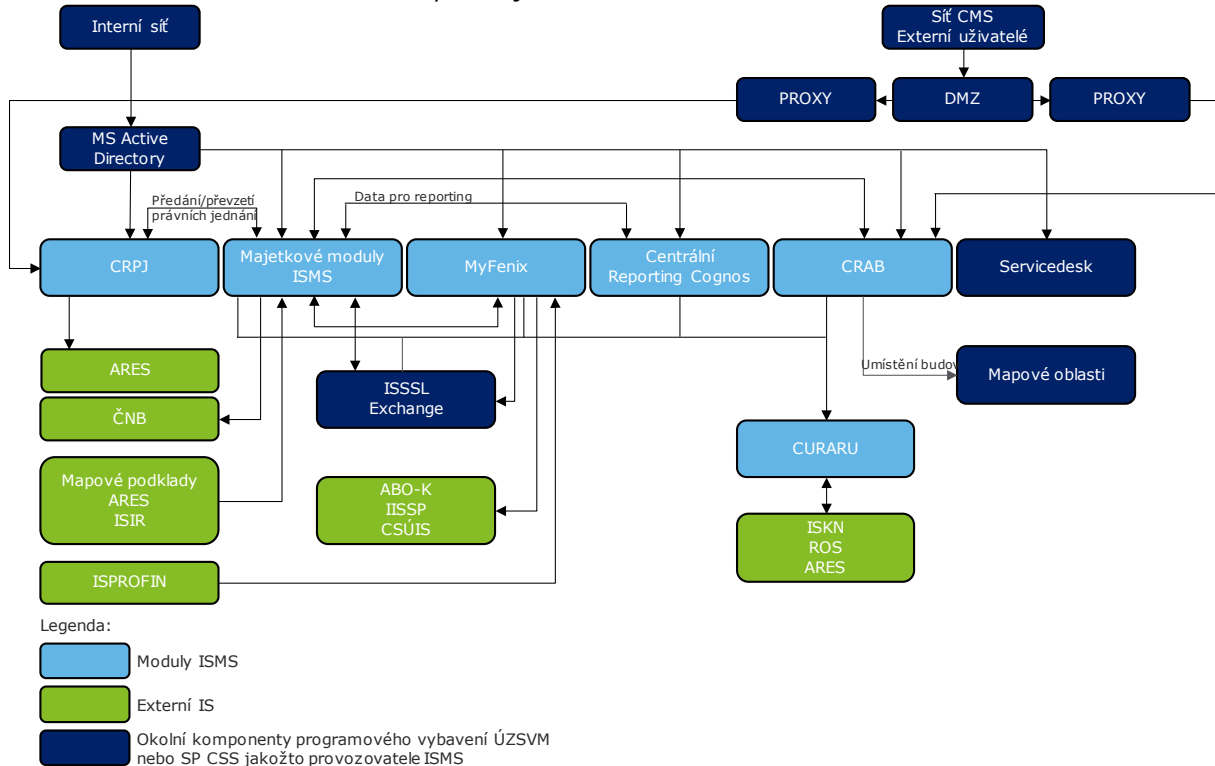 Interní síť
Síť CMS
Externí uživatelé
PROXY
DMZ
PROXY
MS Active
Directory
Předání/převzetí
právních jednání
Data pro reporting
CRPJ
Majetkové moduly
ISMS
MyFenix
Centrální
Reporting Cognos
CRAB
Servicedesk
ARES
ČNB
ISSSL
Exchange
Umístění budov
Mapové oblasti
CURARU
Mapové podklady
ARES
ISIR
ABO-K
IISSP
CSÚIS
ISKN
ROS
ARES
ISPROFIN
Legenda:
Moduly ISMS
Externí IS
Okolní komponenty programového vybavení ÚZSVM
nebo SP CSS jakožto provozovatele ISMS